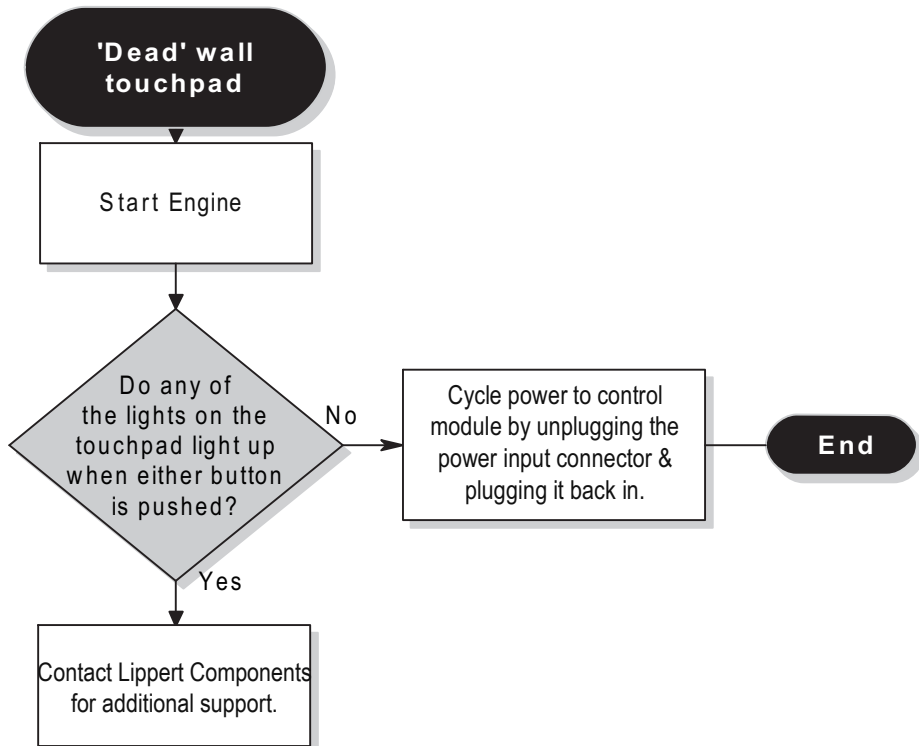 'Dead' wall
touchpad
Start Engine
Do any of
the lights on the
touchpad light up
when either button
is pushed?
No
Cycle power to control
module by unplugging the
power input connector &
plugging it back in.
End
Yes
Contact Lippert Components
for additional support.